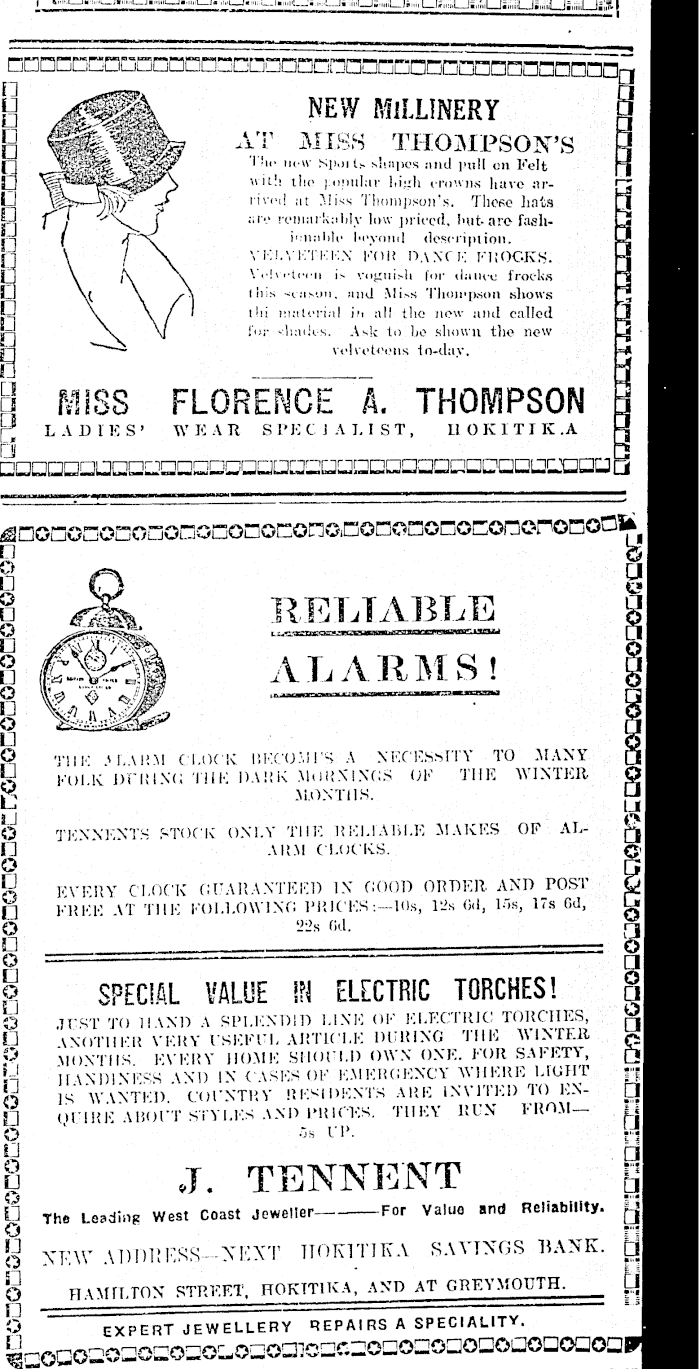 NEW MILLINERY
AT MISS THOMPSON'S
The new Sports shapes and pull on Felt
with the popular high crowns have ar-
rived at Miss Thompson's. These hats
are remarkably low priced, but are fash-
ionable beyond description.
VELVETEEN FOR DANCE FROCKS.
Velveteen is voguish for dance frocks
this season, and Miss Thompson shows
thi material in all the new and called
for shades. Ask to be shown the new
velveteens to-day.
MISS FLORENCE A. THOMPSON
LADIES' WEAR SPECIALIST, HOKITIKA
RELIABLE
ALARMS!
THE ALARM CLOCK BECOMES A NECESSITY TO MANY
FOLK DURING THE DARK MORNINGS OF THE WINTER
MONTHS.
TENNENTS STOCK ONLY THE RELIABLE MAKES OF AL-
ARM CLOCKS.
EVERY CLOCK GUARANTEED IN GOOD ORDER AND POST
FREE AT THE FOLLOWING PRICES:—10s, 12s 6d, 15s, 17s 6d,
22s 6d.
SPECIAL VALUE IN ELECTRIC TORCHES!
JUST TO HAND A SPLENDID LINE OF ELECTRIC TORCHES,
ANOTHER VERY USEFUL ARTICLE DURING THE WINTER
MONTHS. EVERY HOME SHOULD OWN ONE. FOR SAFETY,
HANDINESS AND IN CASES OF EMERGENCY WHERE LIGHT
IS WANTED. COUNTRY RESIDENTS ARE INVITED TO EN-
QUIRE ABOUT STYLES AND PRICES. THEY RUN FROM—
5s UP.
J. TENNENT
The Leading West Coast Jeweller———For Value and Reliability.
NEW ADDRESS—NEXT HOKITIKA SAVINGS BANK.
HAMILTON STREET, HOKITIKA, AND AT GREYMOUTH.
EXPERT JEWELLERY REPAIRS A SPECIALITY.